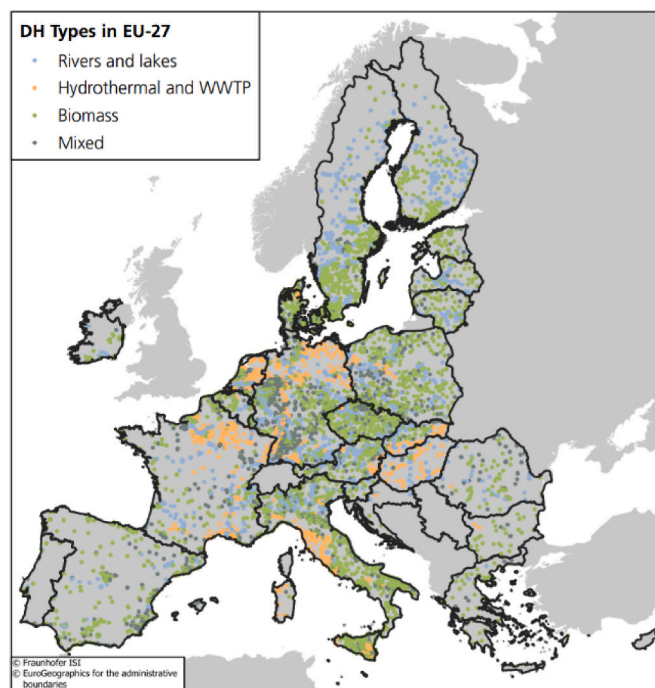 DH Types in EU-27
Rivers and lakes
Hydrothermal and WWTP
Biomass
Mixed
© Fraunhofer ISI
© EuroGeographics for the administrative
boundaries